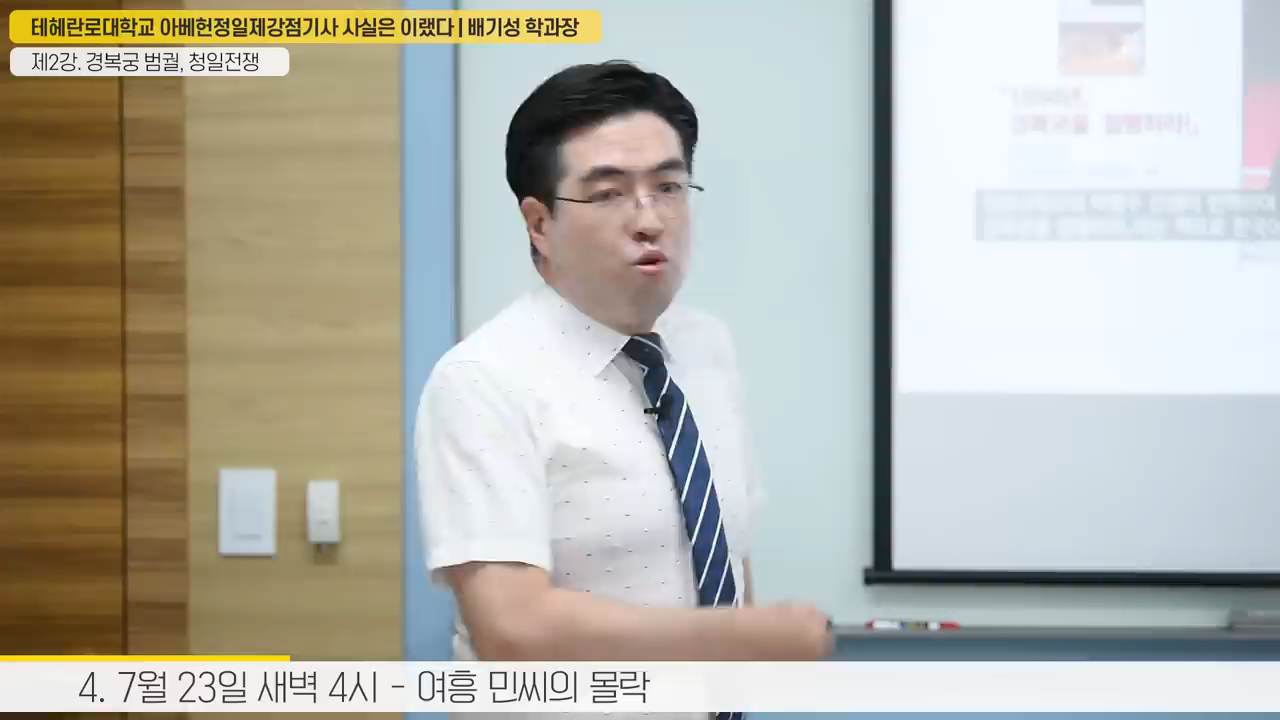 테헤란로대학교 아베헌정일제강점기사 사실은 이랬다 | 배기성 학과장
제2강. 경복궁 범궐, 청일전쟁
4. 7월 23일 새벽 4시 - 여흥 민씨의 몰락